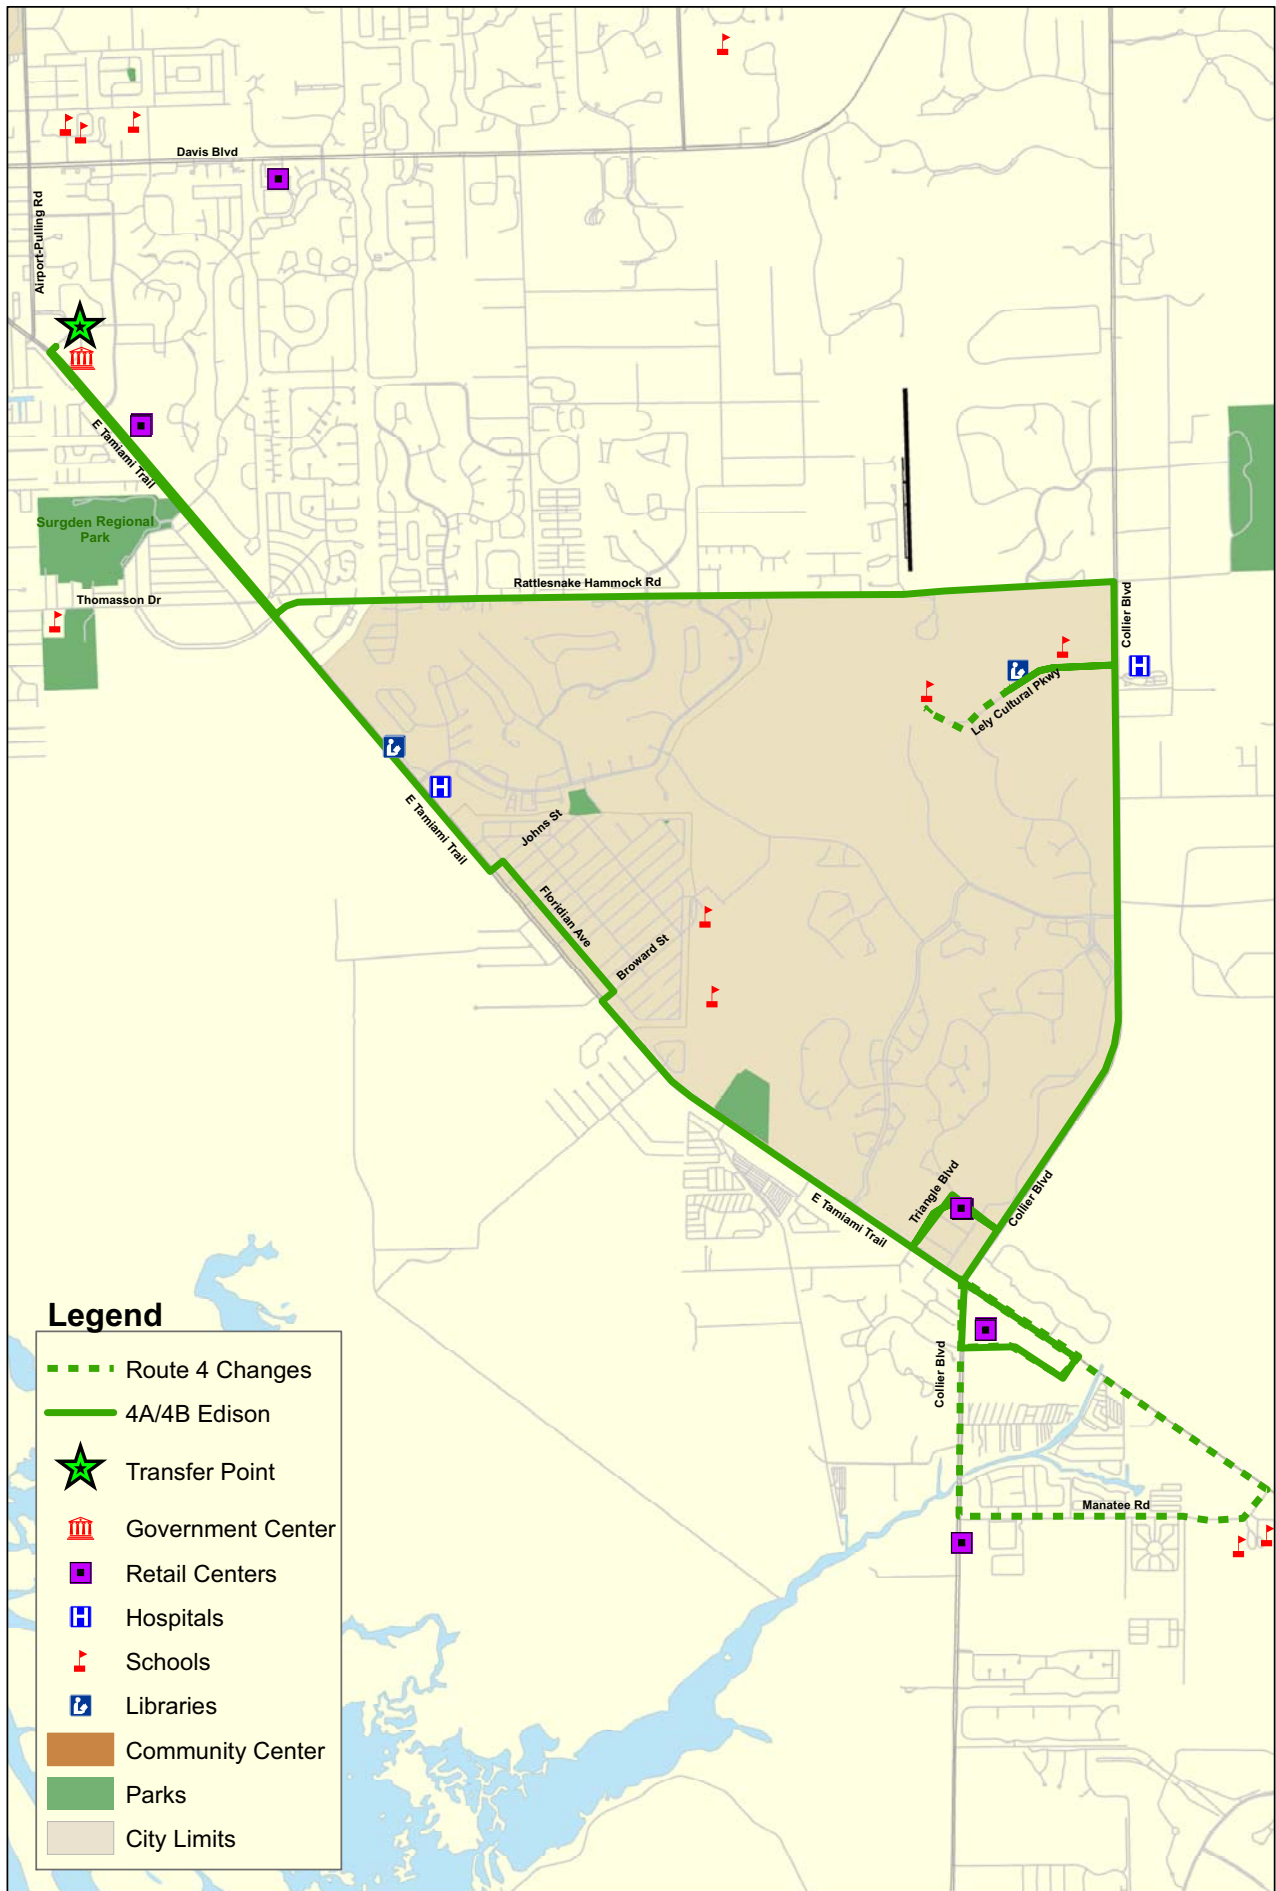 Davis Blvd
Airport-Pulling Rd
E Tamiami Trail
Surgden Regional
Park
Thomasson Dr
Rattlesnake Hammock Rd
Collier Blvd
Lely Cultural Pkwy
E Tamiami Trail
Johns St
Floridian Ave
Broward St
Triangle Blvd
Collier Blvd
E Tamiami Trail
Collier Blvd
Manatee Rd
Legend
Route 4 Changes
4A/4B Edison
Transfer Point
Government Center
Retail Centers
H Hospitals
Schools
Libraries
Community Center
Parks
City Limits
H
H